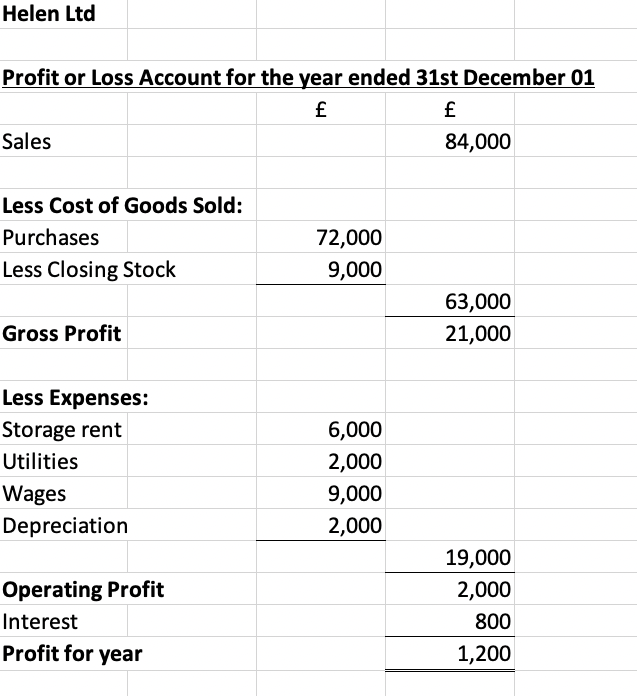 Helen Ltd
Profit or Loss Account for the year ended 31st December 01
£ £
Sales 84,000
Less Cost of Goods Sold:
Purchases 72,000
Less Closing Stock 9,000
63,000
Gross Profit 21,000
Less Expenses:
Storage rent 6,000
Utilities 2,000
Wages 9,000
Depreciation 2,000
19,000
Operating Profit 2,000
Interest 800
Profit for year 1,200